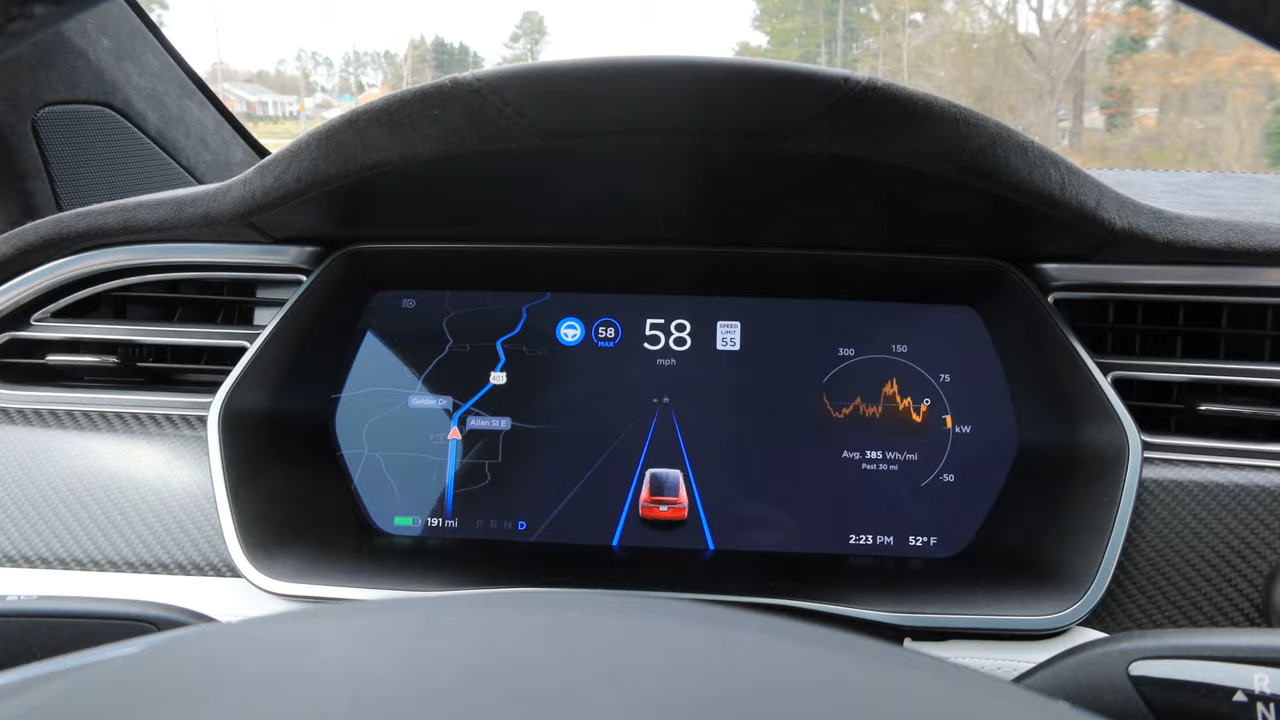 58
MAX
58
mph
SPEED
LIMIT
55
401
Gelder Dr
Allen St E
191 mi
P R N D
300
150
75
kW
-50
Avg. 385 Wh/mi
Past 30 mi
2:23 PM 52° F
R
N